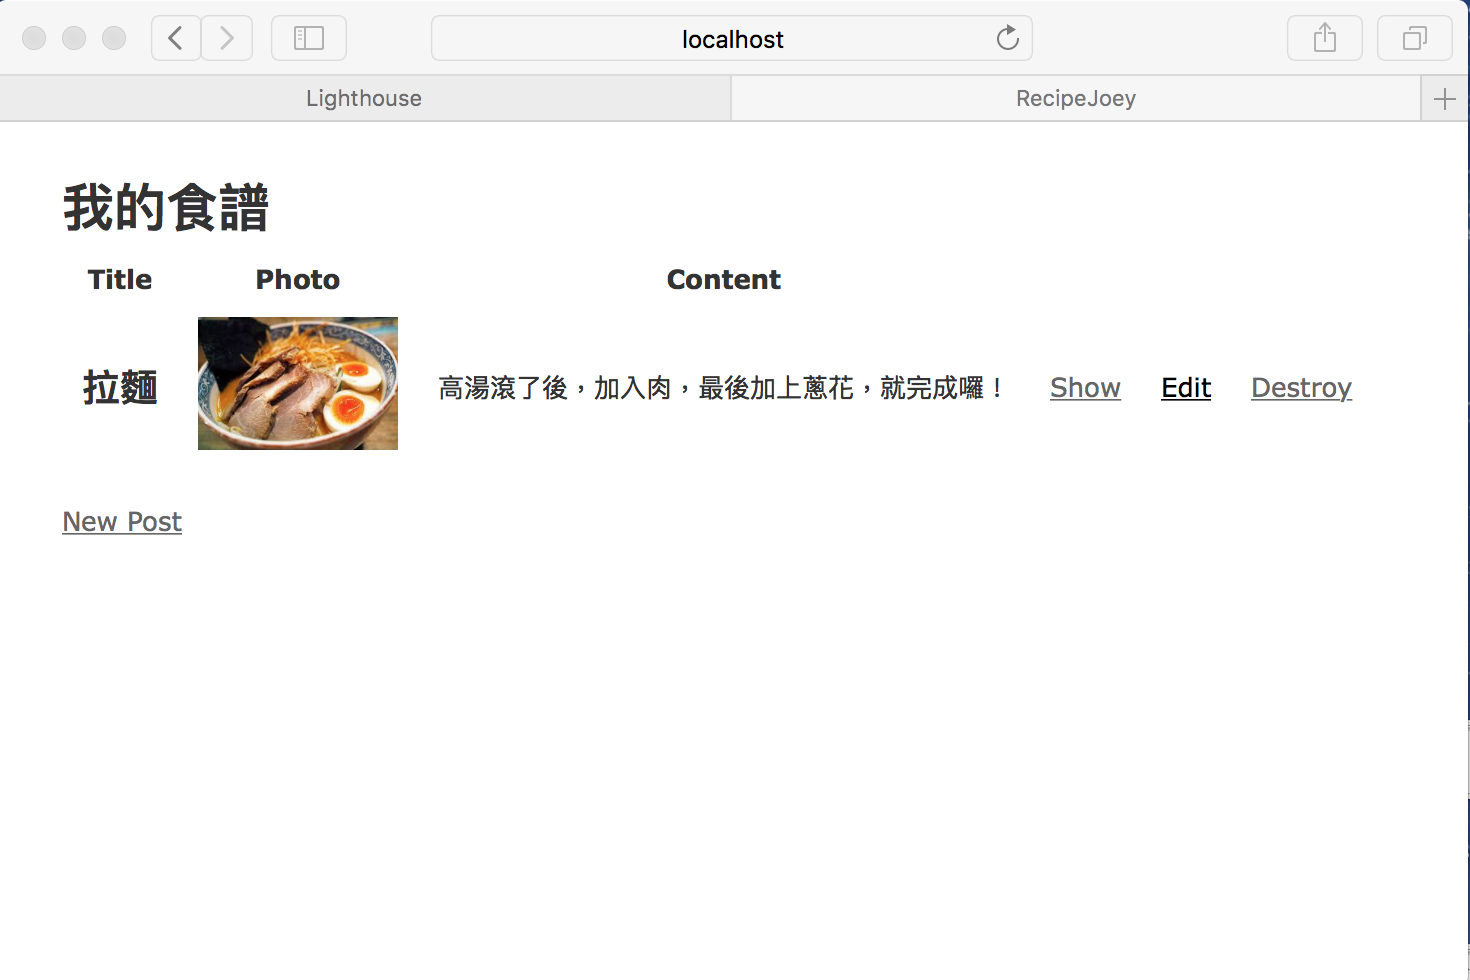 localhost
Lighthouse RecipeJoey
我的食譜
Title Photo Content
拉麵 高湯滾了後，加入肉，最後加上蔥花，就完成囉！ Show Edit Destroy
New Post